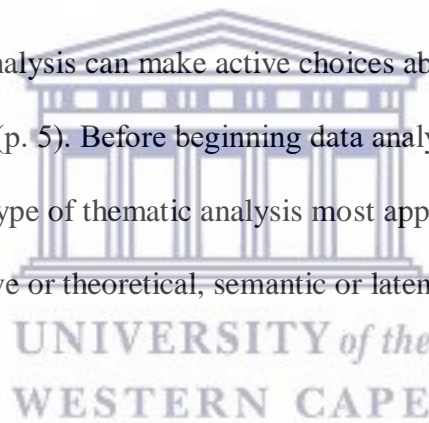 nalysis can make active choices ab
(p. 5). Before beginning data analy
ype of thematic analysis most app
ve or theoretical, semantic or laten
UNIVERSITY of the
WESTERN CAPE